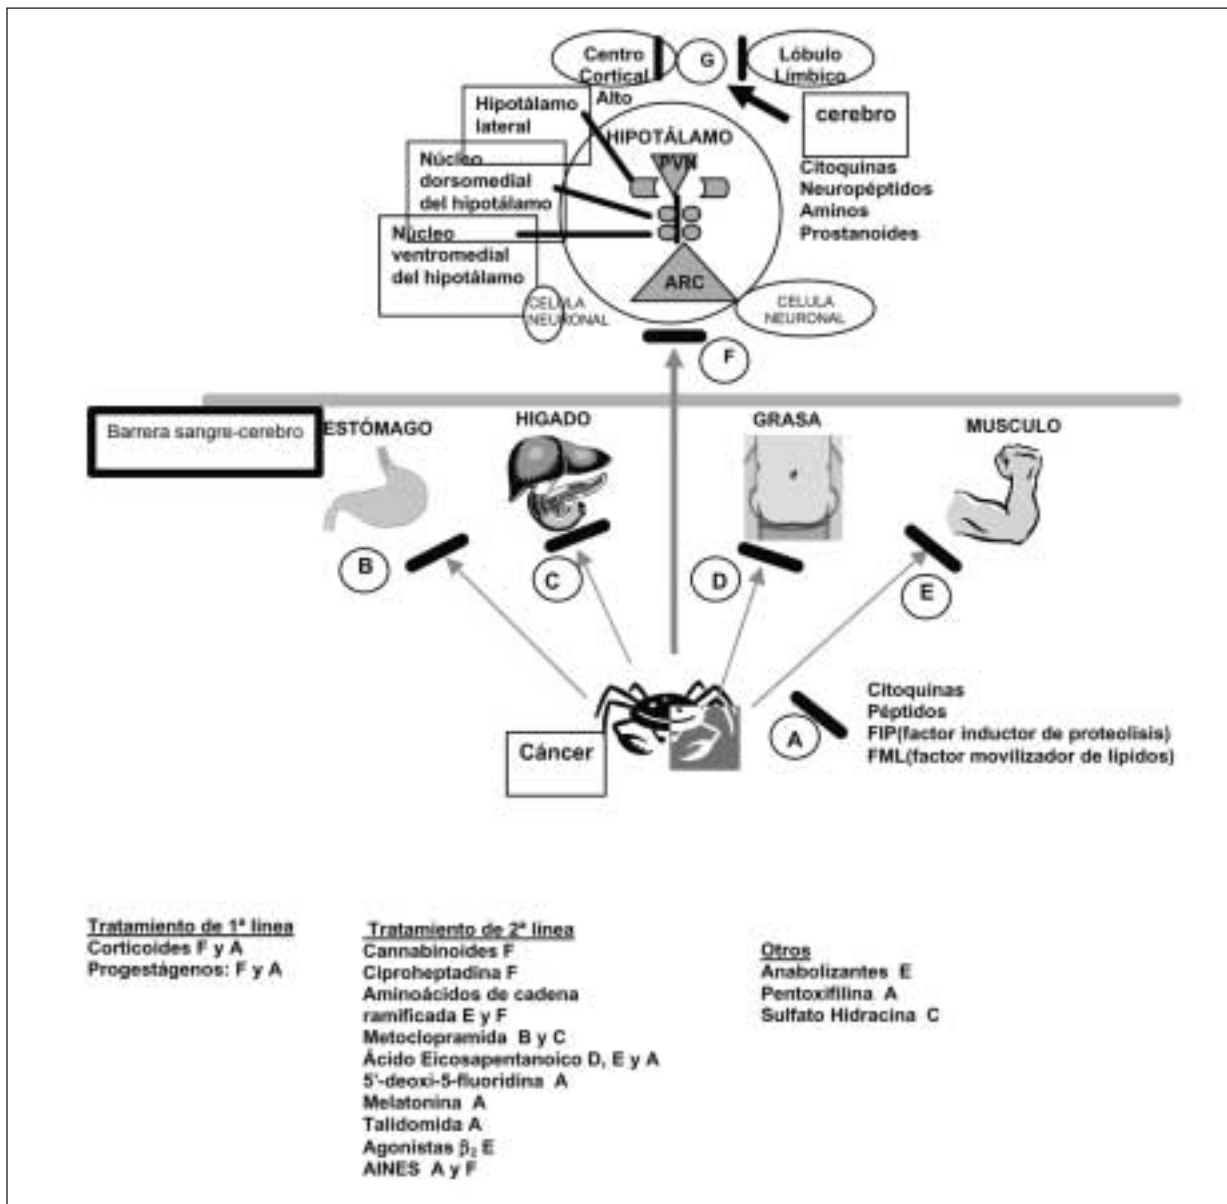 Centro
Cortical
Alto
G
Lóbulo
Límbico
cerebro
Citoquinas
Neuropéptidos
Aminos
Prostanoides
Hipotálamo
lateral
Núcleo
dorsomedial
del hipotálamo
Núcleo
ventromedial
del hipotálamo
HIPOTÁLAMO
PVN
ARC
CELULA
NEURONAL
CELULA
NEURONAL
F
Barrera sangre-cerebro
ESTÓMAGO
HIGADO
GRASA
MUSCULO
B
C
D
E
A
Citoquinas
Péptidos
FIP(factor inductor de proteolisis)
FML(factor movilizador de lípidos)
Cáncer
Tratamiento de 1ª línea
Corticoides F y A
Progestágenos: F y A
Tratamiento de 2ª línea
Cannabinoides F
Ciproheptadina F
Aminoácidos de cadena
ramificada E y F
Metoclopramida B y C
Ácido Eicosapentanoico D, E y A
5'-deoxi-5-fluoridina A
Melatonina A
Talidomida A
Agonistas β₂ E
AINES A y F
Otros
Anabolizantes E
Pentoxifilina A
Sulfato Hidracina C